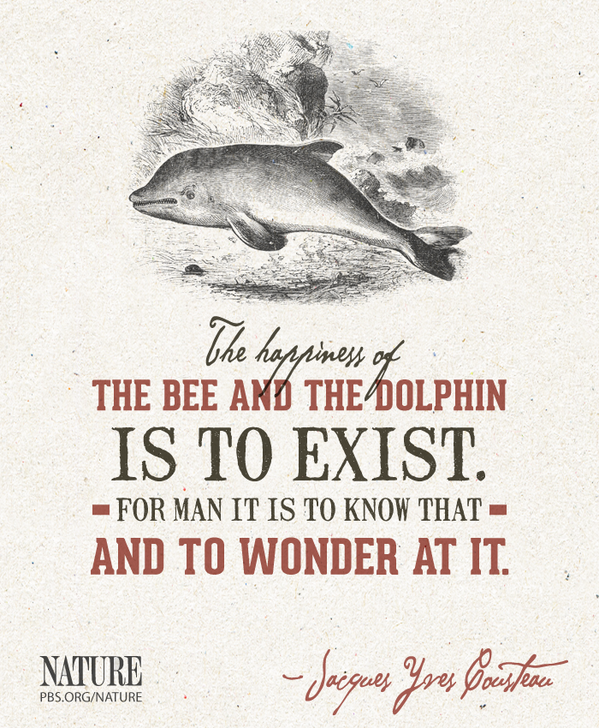 The happiness of
THE BEE AND THE DOLPHIN
IS TO EXIST.
FOR MAN IT IS TO KNOW THAT
AND TO WONDER AT IT.
– Jacques Yves Cousteau
NATURE
PBS.ORG/NATURE